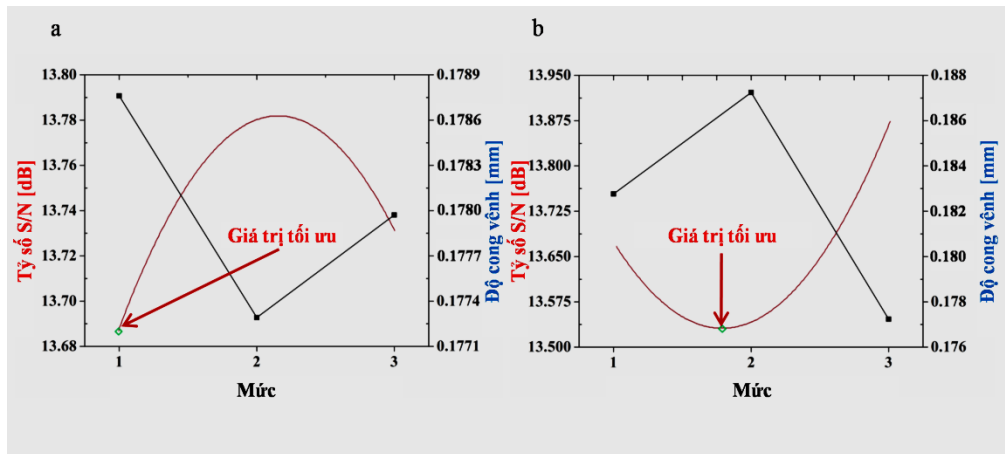 a
13.80
13.78
13.76
13.74
13.72
13.70
13.68
Tỷ số S/N [dB]
0.1789
0.1786
0.1783
0.1780
0.1777
0.1774
0.1771
Độ cong vênh [mm]
Giá trị tối ưu
1 2 3
Mức
b
13.950
13.875
13.800
13.725
13.650
13.575
13.500
Tỷ số S/N [dB]
0.188
0.186
0.184
0.182
0.180
0.178
0.176
Độ cong vênh [mm]
Giá trị tối ưu
1 2 3
Mức